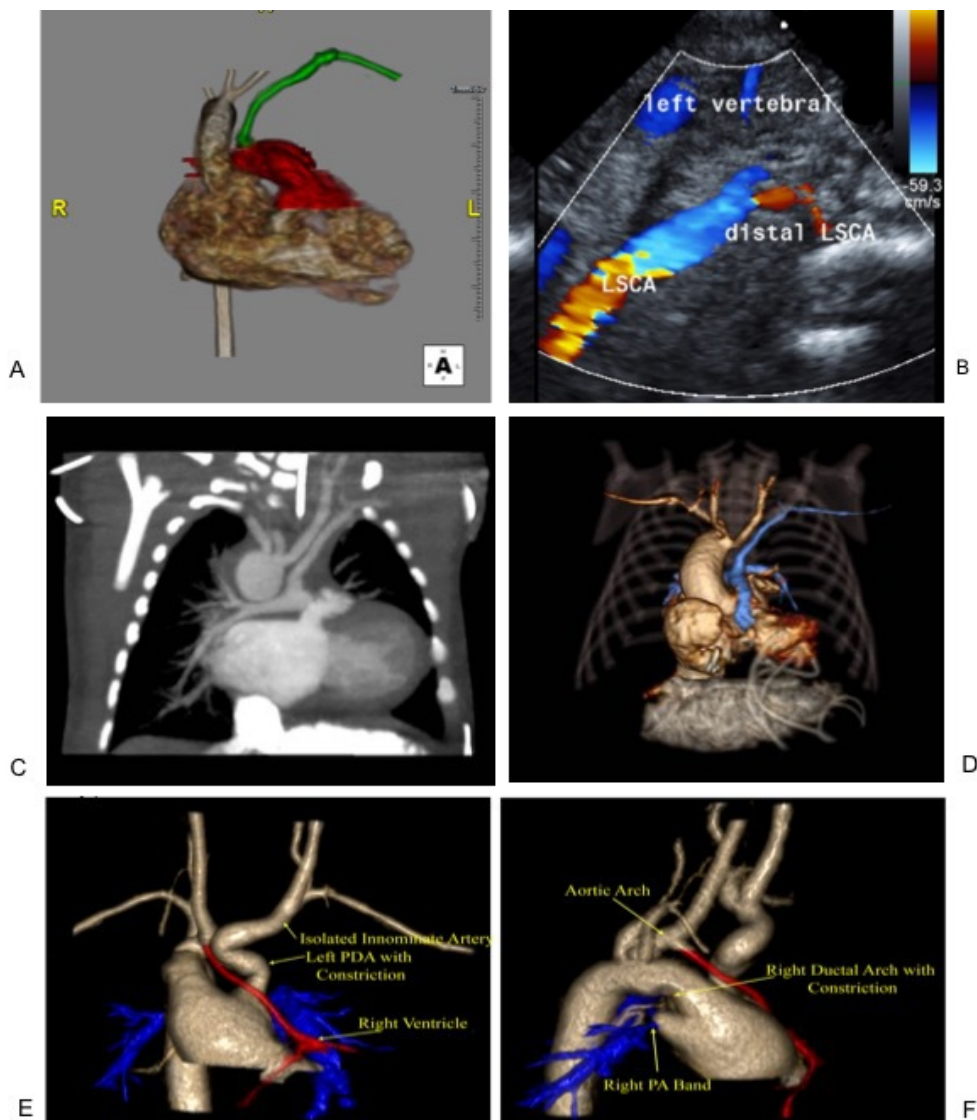 R
L
A
A
left vertebral
-59.3
cm/s
distal LSCA
LSCA
B
C
D
Isolated Innominate Artery
Left PDA with
Constriction
Right Ventricle
E
Aortic Arch
Right Ductal Arch with
Constriction
Right PA Band
F